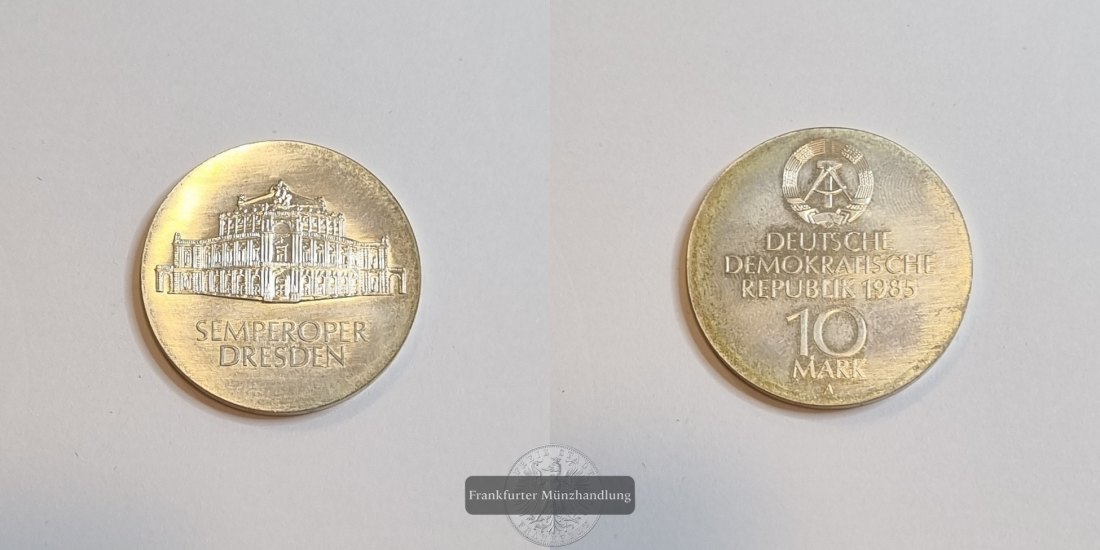 SEMPEROPER
DRESDEN
DEUTSCHE
DEMOKRATISCHE
REPUBLIK 1985
10
MARK
A
Frankfurter Münzhandlung